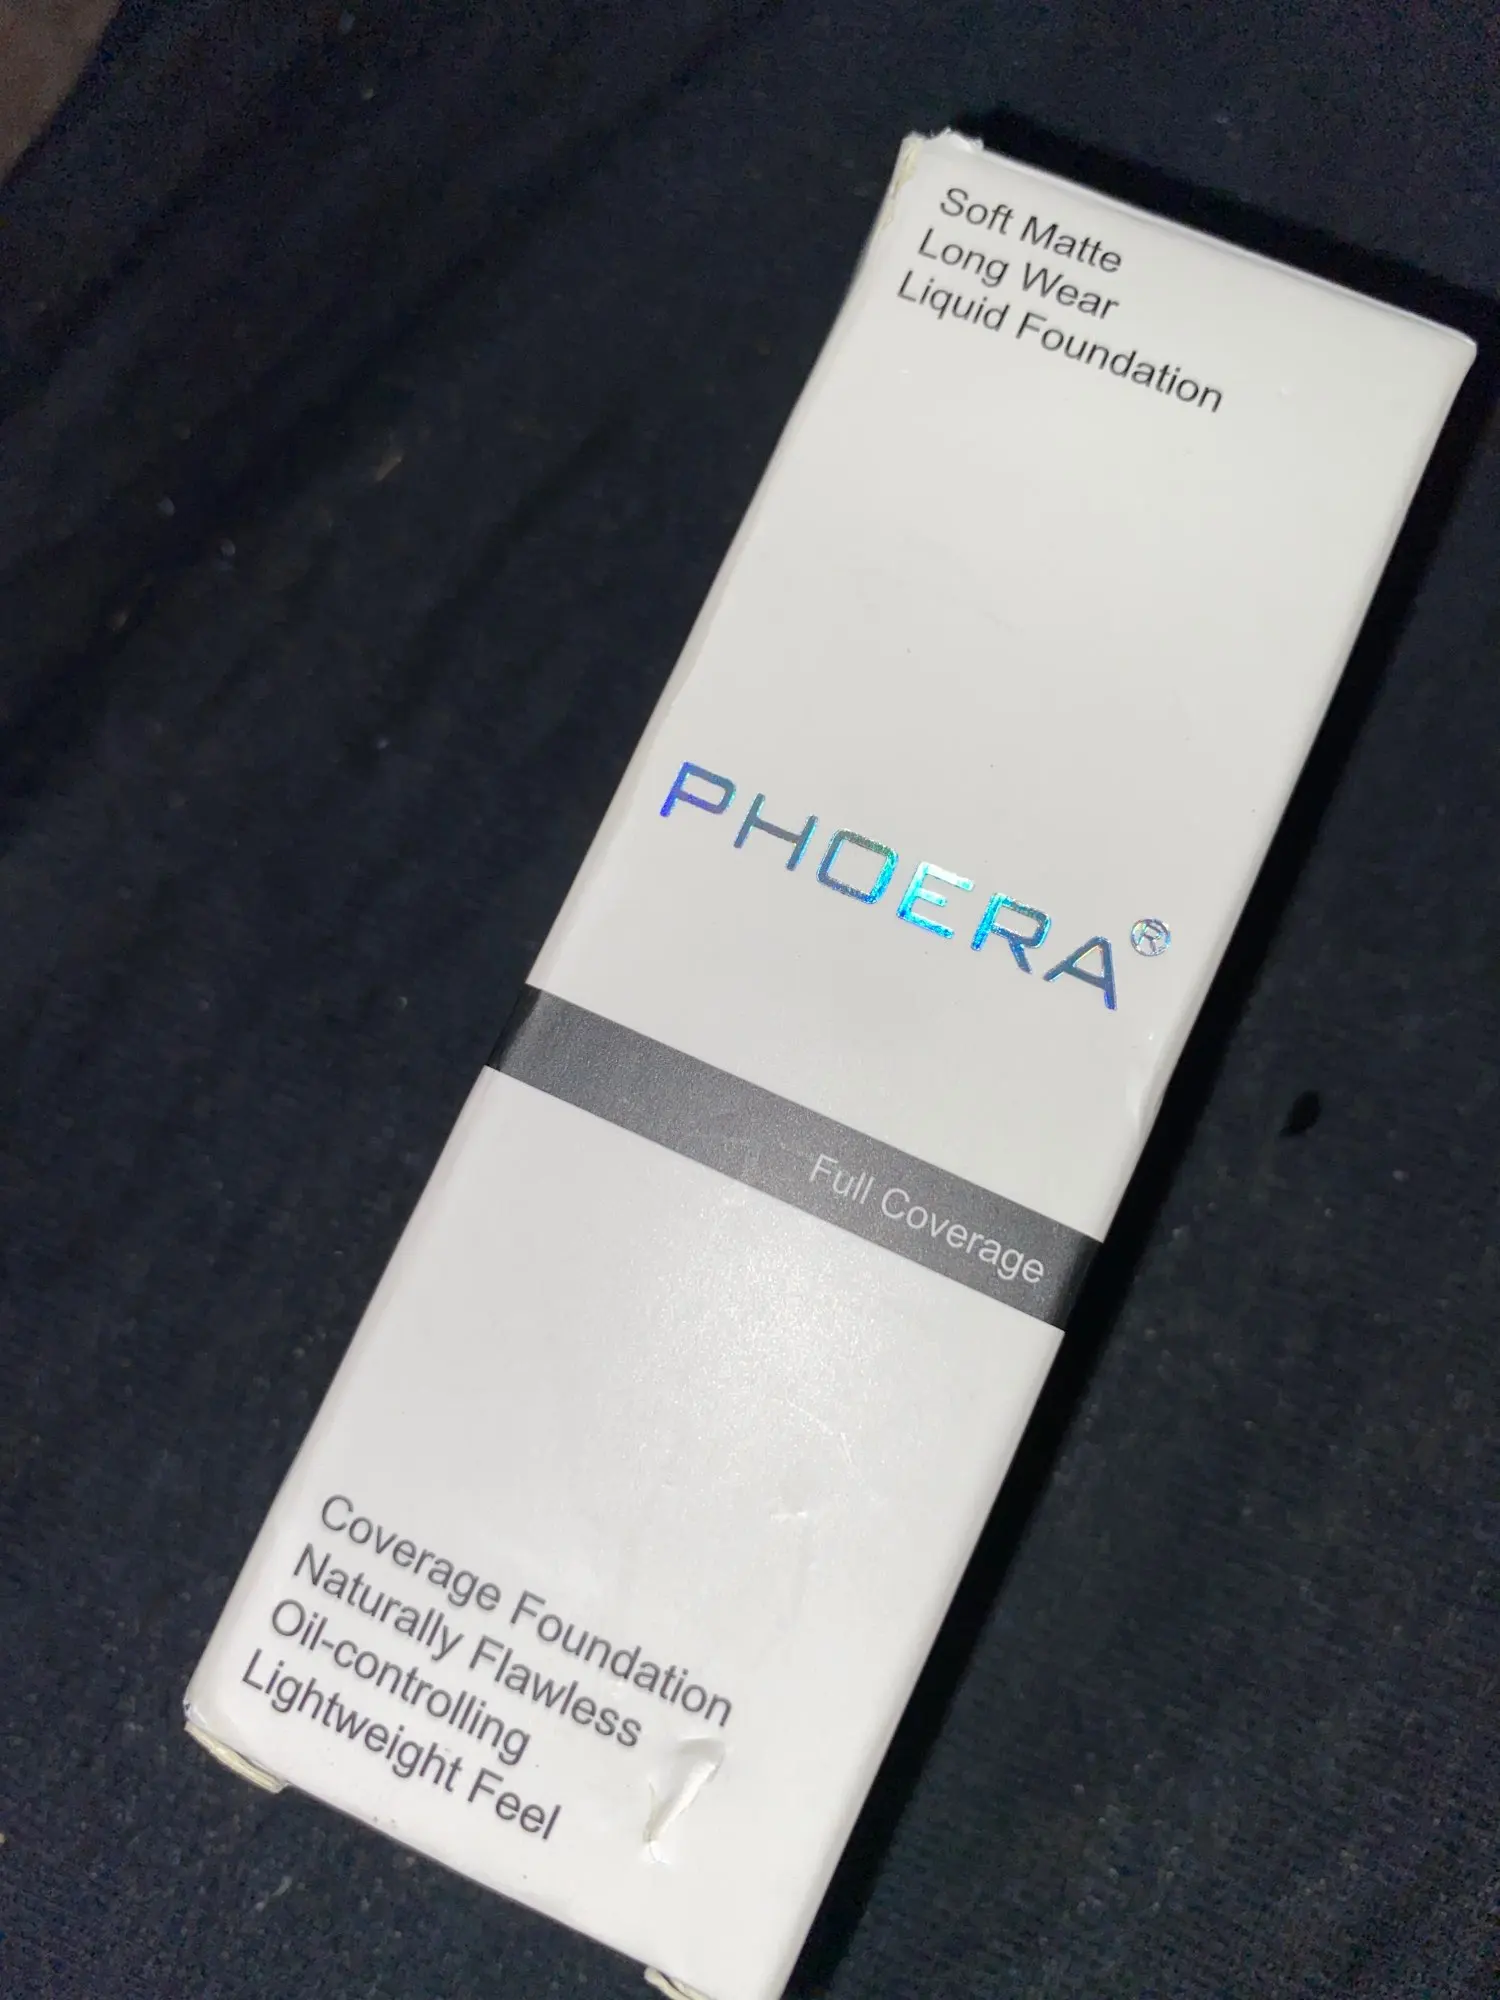 Soft Matte
Long Wear
Liquid Foundation
PHOERA®
Full Coverage
Coverage Foundation
Naturally Flawless
Oil-controlling
Lightweight Feel